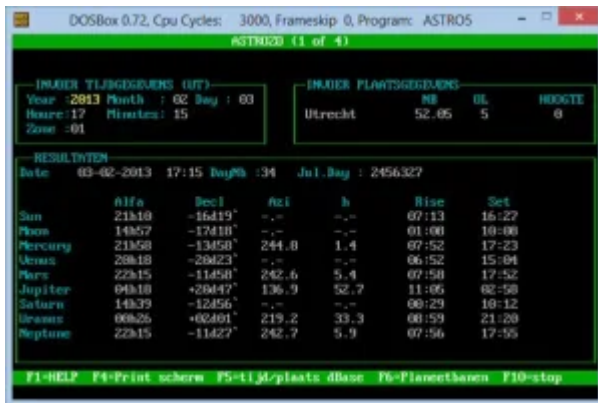 DOSBox 0.72, Cpu Cycles: 3000, Frameskip 0, Program: ASTRO5
ASTRO20 (1 of 4)
INVOER TIJDGEGEVENS (UT) INVOER PLAATSGEGEVENS
Year :2013 Month : 02 Day : 03 NB OL HOOGTE
Houre:17 Minutes: 15 Utrecht 52.05 5 0
Zone :01
RESULTATEN
Date 03-02-2013 17:15 DayNb :34 Jul.Day : 2456327
Alfa Decl Azi h Rise Set
Sun 21h10 -16d19` -.- -.- 07:13 16:27
Moon 14h57 -17d18` -.- -.- 01:08 10:08
Mercury 21h58 -13d58` 244.8 1.4 07:52 17:23
Venus 20h18 -20d23` -.- -.- 06:52 15:04
Mars 22h15 -11d58` 242.6 5.4 07:58 17:52
Jupiter 04h18 +20d47` 136.9 52.7 11:05 02:58
Saturn 14h39 -12d56` -.- -.- 00:29 10:12
Uranus 00h26 +02d01` 219.2 33.3 08:59 21:20
Neptune 22h15 -11d27` 242.7 5.9 07:56 17:55
F1=HELP F4=Print scherm F5=tijd/plaats dBase F6=Planeetbanen F10=stop